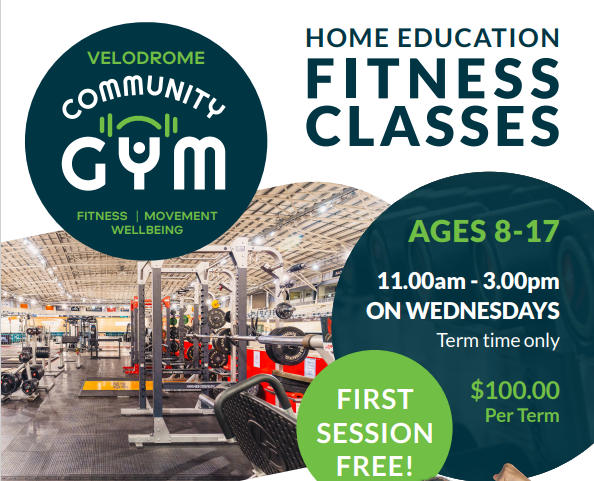 VELODROME
COMMUNITY
GYM
FITNESS | MOVEMENT
WELLBEING
HOME EDUCATION
FITNESS
CLASSES
AGES 8-17
11.00am - 3.00pm
ON WEDNESDAYS
Term time only
$100.00
Per Term
FIRST
SESSION
FREE!